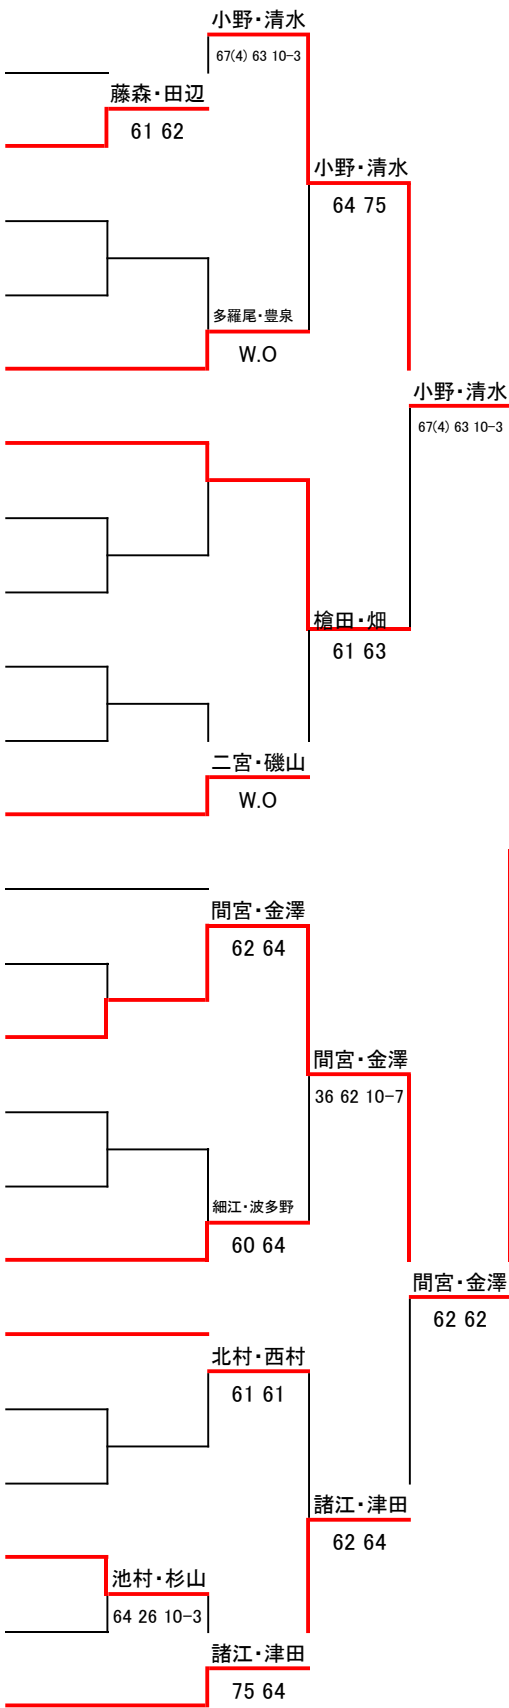 小野・清水
67(4) 63 10-3
藤森・田辺
61 62
小野・清水
64 75
多羅尾・豊泉
W.O
小野・清水
67(4) 63 10-3
槍田・畑
61 63
二宮・磯山
W.O
間宮・金澤
62 64
間宮・金澤
36 62 10-7
細江・波多野
60 64
間宮・金澤
62 62
北村・西村
61 61
諸江・津田
62 64
池村・杉山
64 26 10-3
諸江・津田
75 64